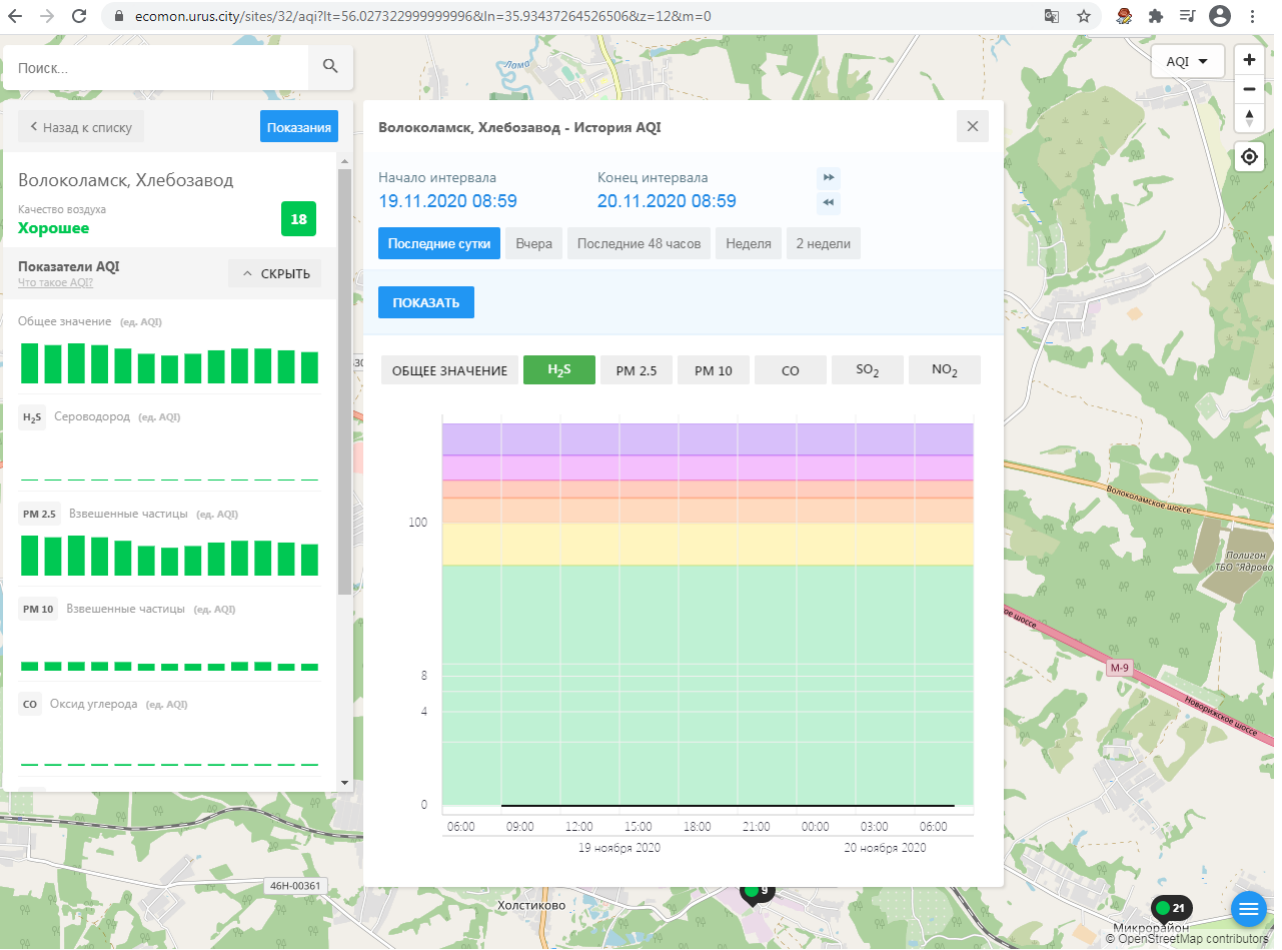 ecomon.urus.city/sites/32/aqi?lt=56.027322999999996&ln=35.93437264526506&z=12&m=0
Поиск...
AQI
Ломо
Назад к списку
Показания
Волоколамск, Хлебозавод - История AQI
Волоколамск, Хлебозавод
Качество воздуха
Хорошее
18
Начало интервала
Конец интервала
19.11.2020 08:59
20.11.2020 08:59
Последние сутки
Вчера
Последние 48 часов
Неделя
2 недели
Показатели AQI
Что такое AQI?
СКРЫТЬ
ПОКАЗАТЬ
Общее значение (ед. AQI)
ОБЩЕЕ ЗНАЧЕНИЕ
H2S
PM 2.5
PM 10
CO
SO2
NO2
H2S Сероводород (ед. AQI)
PM 2.5 Взвешенные частицы (ед. AQI)
PM 10 Взвешенные частицы (ед. AQI)
CO Оксид углерода (ед. AQI)
100
8
4
0
06:00 09:00 12:00 15:00 18:00 21:00 00:00 03:00 06:00
19 ноября 2020
20 ноября 2020
Волоколамское шоссе
Полигон
ТБО "Ядрово
ое шоссе
М-9
Новорижское шоссе
46Н-00361
Холстиково
9
21
Микрорайон
© OpenStreetMap contributors